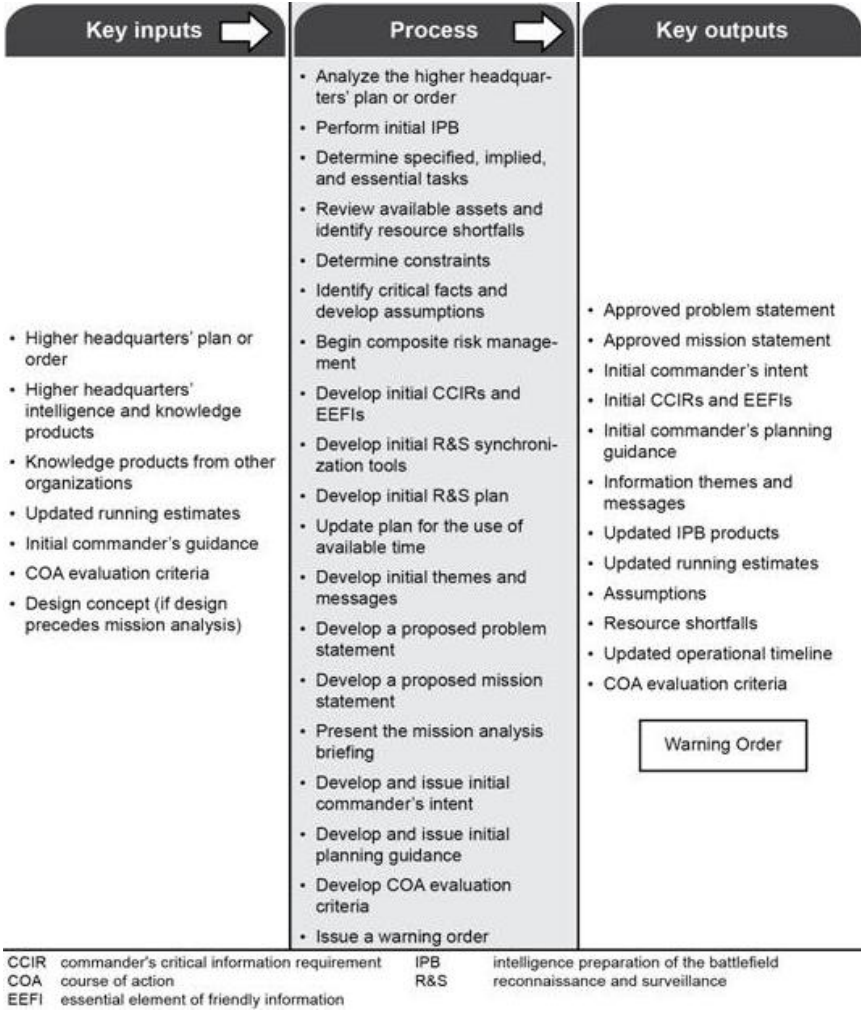 Key inputs
Process
Key outputs
• Higher headquarters' plan or
order
• Higher headquarters'
intelligence and knowledge
products
• Knowledge products from other
organizations
• Updated running estimates
• Initial commander's guidance
• COA evaluation criteria
• Design concept (if design
precedes mission analysis)
• Analyze the higher headquar-
ters' plan or order
• Perform initial IPB
• Determine specified, implied,
and essential tasks
• Review available assets and
identify resource shortfalls
• Determine constraints
• Identify critical facts and
develop assumptions
• Begin composite risk manage-
ment
• Develop initial CCIRs and
EEFIs
• Develop initial R&S synchroni-
zation tools
• Develop initial R&S plan
• Update plan for the use of
available time
• Develop initial themes and
messages
• Develop a proposed problem
statement
• Develop a proposed mission
statement
• Present the mission analysis
briefing
• Develop and issue initial
commander's intent
• Develop and issue initial
planning guidance
• Develop COA evaluation
criteria
• Issue a warning order
• Approved problem statement
• Approved mission statement
• Initial commander's intent
• Initial CCIRs and EEFIs
• Initial commander's planning
guidance
• Information themes and
messages
• Updated IPB products
• Updated running estimates
• Assumptions
• Resource shortfalls
• Updated operational timeline
• COA evaluation criteria
Warning Order
CCIR commander's critical information requirement
COA course of action
EEFI essential element of friendly information
IPB intelligence preparation of the battlefield
R&S reconnaissance and surveillance